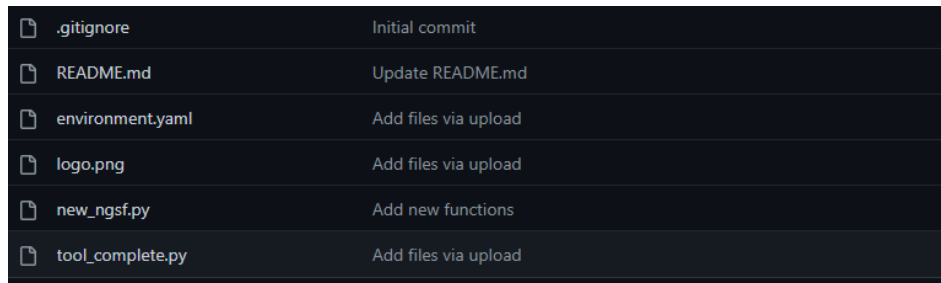 .gitignore Initial commit
README.md Update README.md
environment.yaml Add files via upload
logo.png Add files via upload
new_ngsf.py Add new functions
tool_complete.py Add files via upload